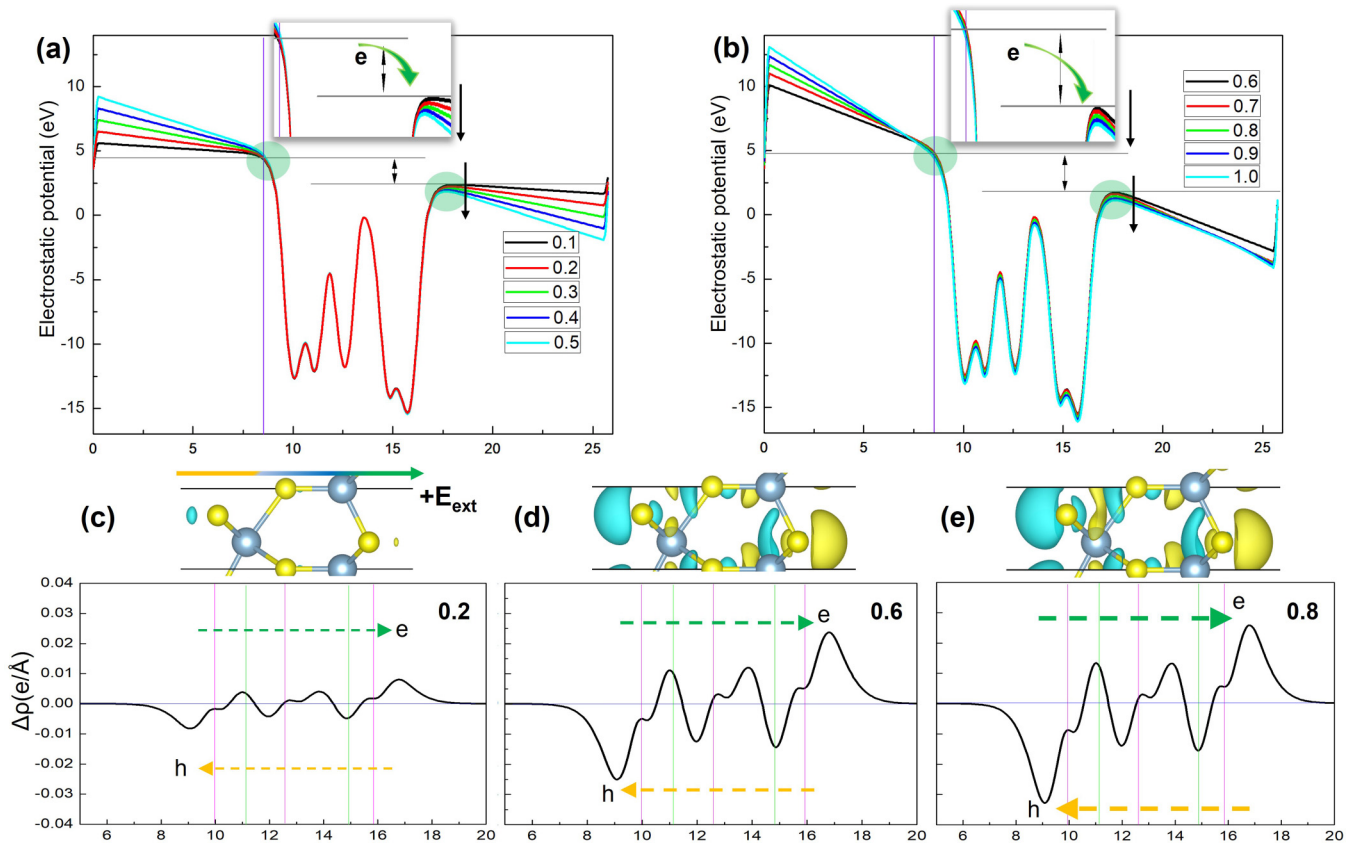 (a)
e
Electrostatic potential (eV)
10
5
0
-5
-10
-15
0.1
0.2
0.3
0.4
0.5
0 5 10 15 20 25
(b)
e
Electrostatic potential (eV)
10
5
0
-5
-10
-15
0.6
0.7
0.8
0.9
1.0
0 5 10 15 20 25
(c)
+Eext
(d)
(e)
Δρ(e/Å)
0.04
0.03
0.02
0.01
0.00
-0.01
-0.02
-0.03
-0.04
0.2
e
h
6 8 10 12 14 16 18 20
0.6
e
h
6 8 10 12 14 16 18 20
0.8
e
h
6 8 10 12 14 16 18 20